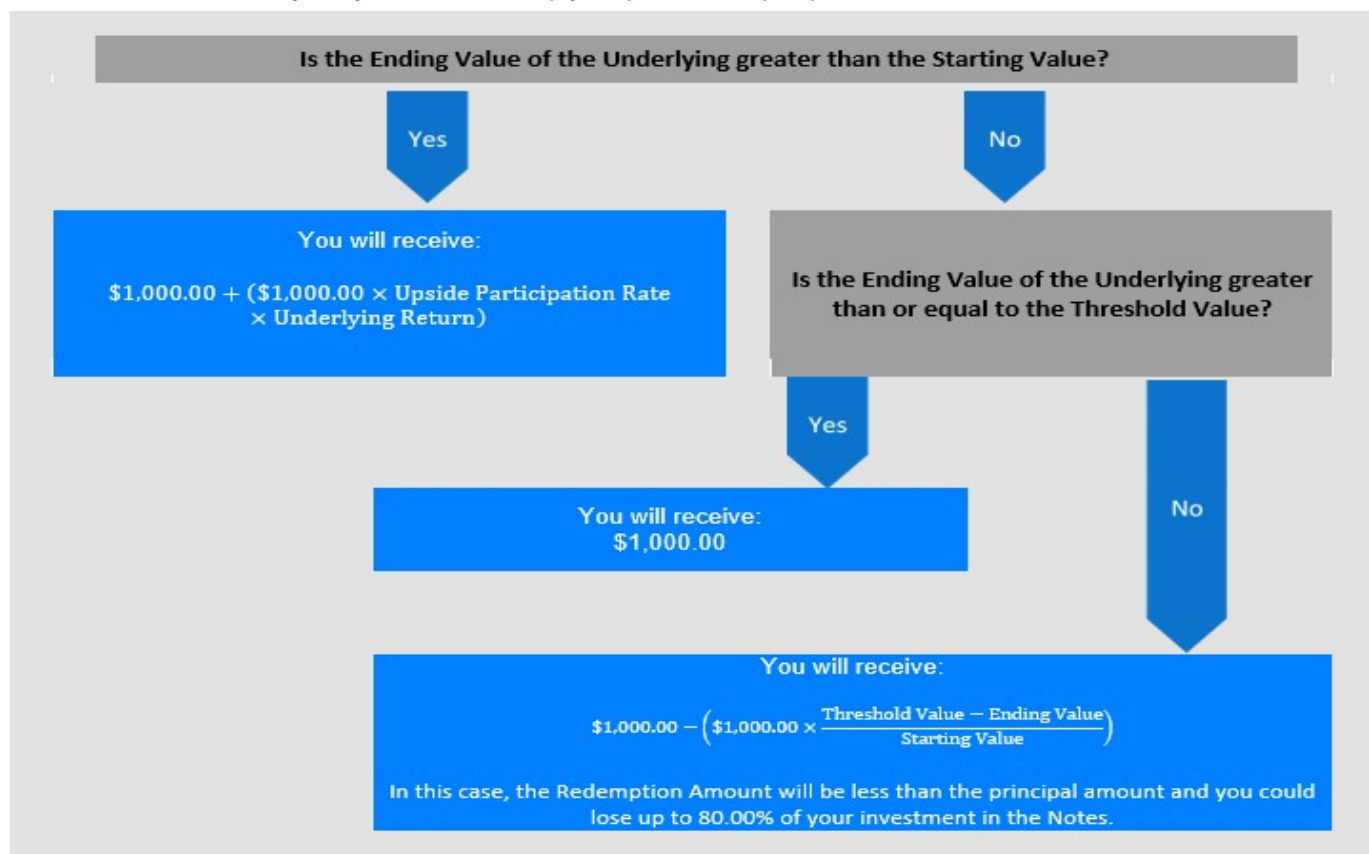 Is the Ending Value of the Underlying greater than the Starting Value?
Yes
No
You will receive:
$1,000.00 + ($1,000.00 × Upside Participation Rate
× Underlying Return)
Is the Ending Value of the Underlying greater
than or equal to the Threshold Value?
Yes
No
You will receive:
$1,000.00
You will receive:
$1,000.00 − ($1,000.00 × (Threshold Value − Ending Value) / Starting Value)
In this case, the Redemption Amount will be less than the principal amount and you could
lose up to 80.00% of your investment in the Notes.